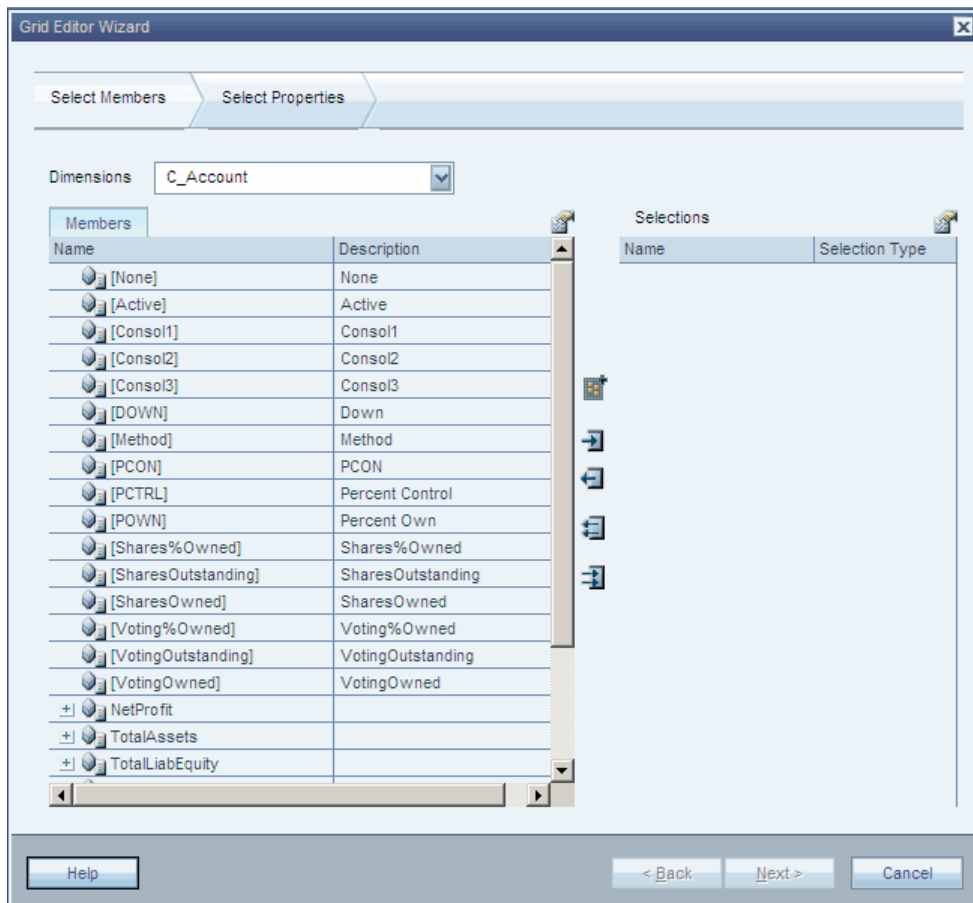 Grid Editor Wizard
Select Members Select Properties
Dimensions C_Account
Members Selections
Name Description Name Selection Type
[None] None
[Active] Active
[Consol1] Consol1
[Consol2] Consol2
[Consol3] Consol3
[DOWN] Down
[Method] Method
[PCON] PCON
[PCTRL] Percent Control
[POWN] Percent Own
[Shares%Owned] Shares%Owned
[SharesOutstanding] SharesOutstanding
[SharesOwned] SharesOwned
[Voting%Owned] Voting%Owned
[VotingOutstanding] VotingOutstanding
[VotingOwned] VotingOwned
NetProfit
TotalAssets
TotalLiabEquity
Help < Back Next > Cancel